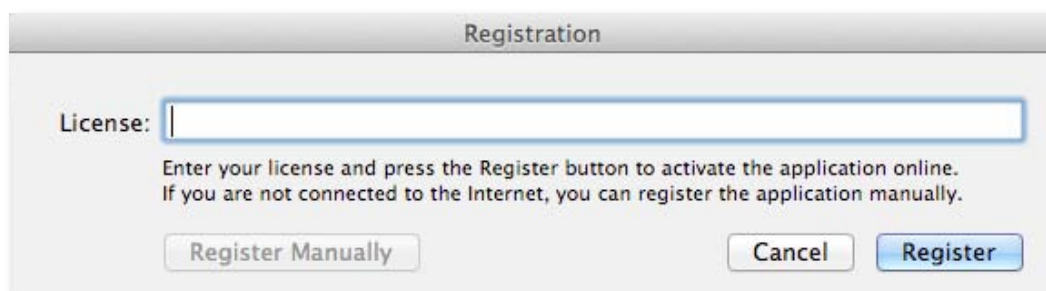 Registration
License:
Enter your license and press the Register button to activate the application online.
If you are not connected to the Internet, you can register the application manually.
Register Manually Cancel Register